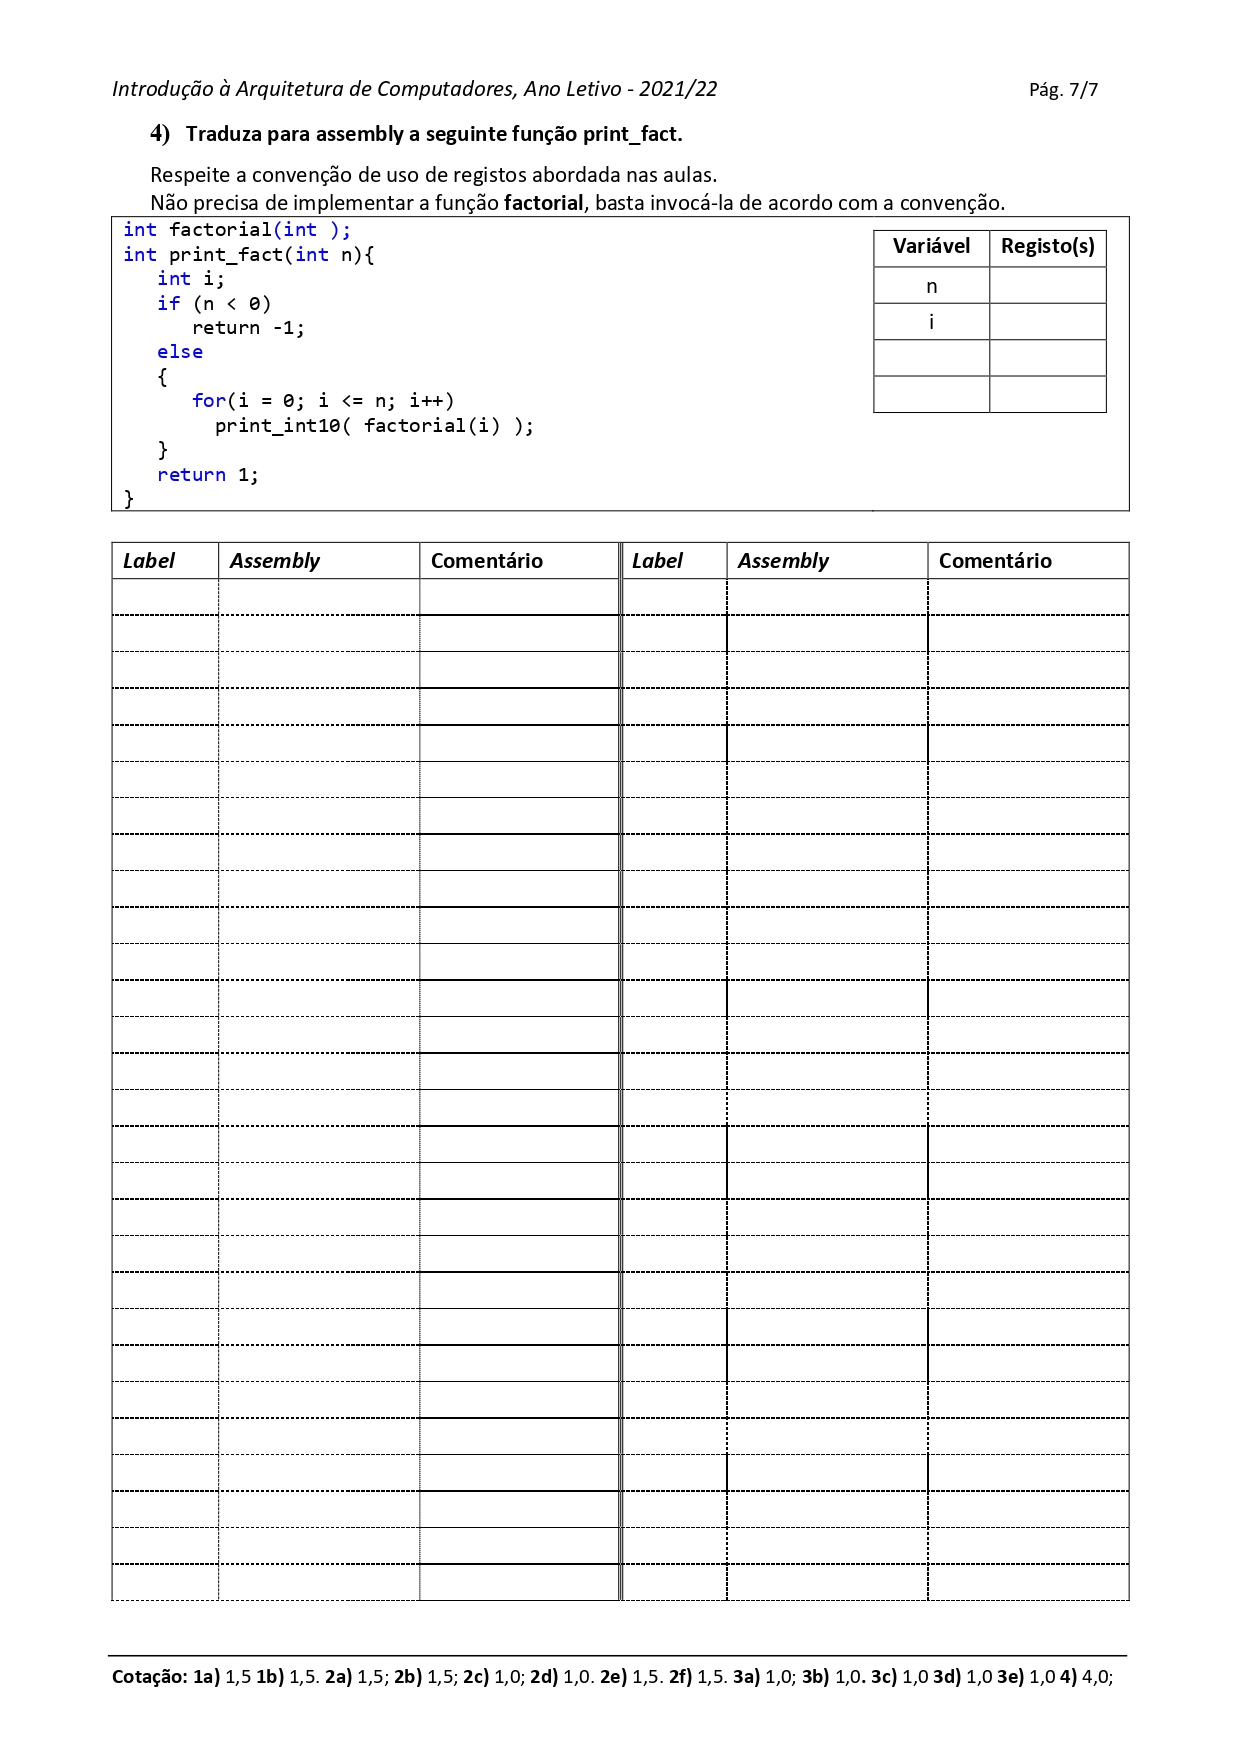 Introdução à Arquitetura de Computadores, Ano Letivo - 2021/22 Pág. 7/7
4) Traduza para assembly a seguinte função print_fact.
Respeite a convenção de uso de registos abordada nas aulas.
Não precisa de implementar a função factorial, basta invocá-la de acordo com a convenção.
int factorial(int );
int print_fact(int n){
int i;
if (n < 0)
return -1;
else
{
for(i = 0; i <= n; i++)
print_int10( factorial(i) );
}
return 1;
}
Variável Registo(s)
n
i
Label Assembly Comentário Label Assembly Comentário
Cotação: 1a) 1,5 1b) 1,5. 2a) 1,5; 2b) 1,5; 2c) 1,0; 2d) 1,0. 2e) 1,5. 2f) 1,5. 3a) 1,0; 3b) 1,0. 3c) 1,0 3d) 1,0 3e) 1,0 4) 4,0;